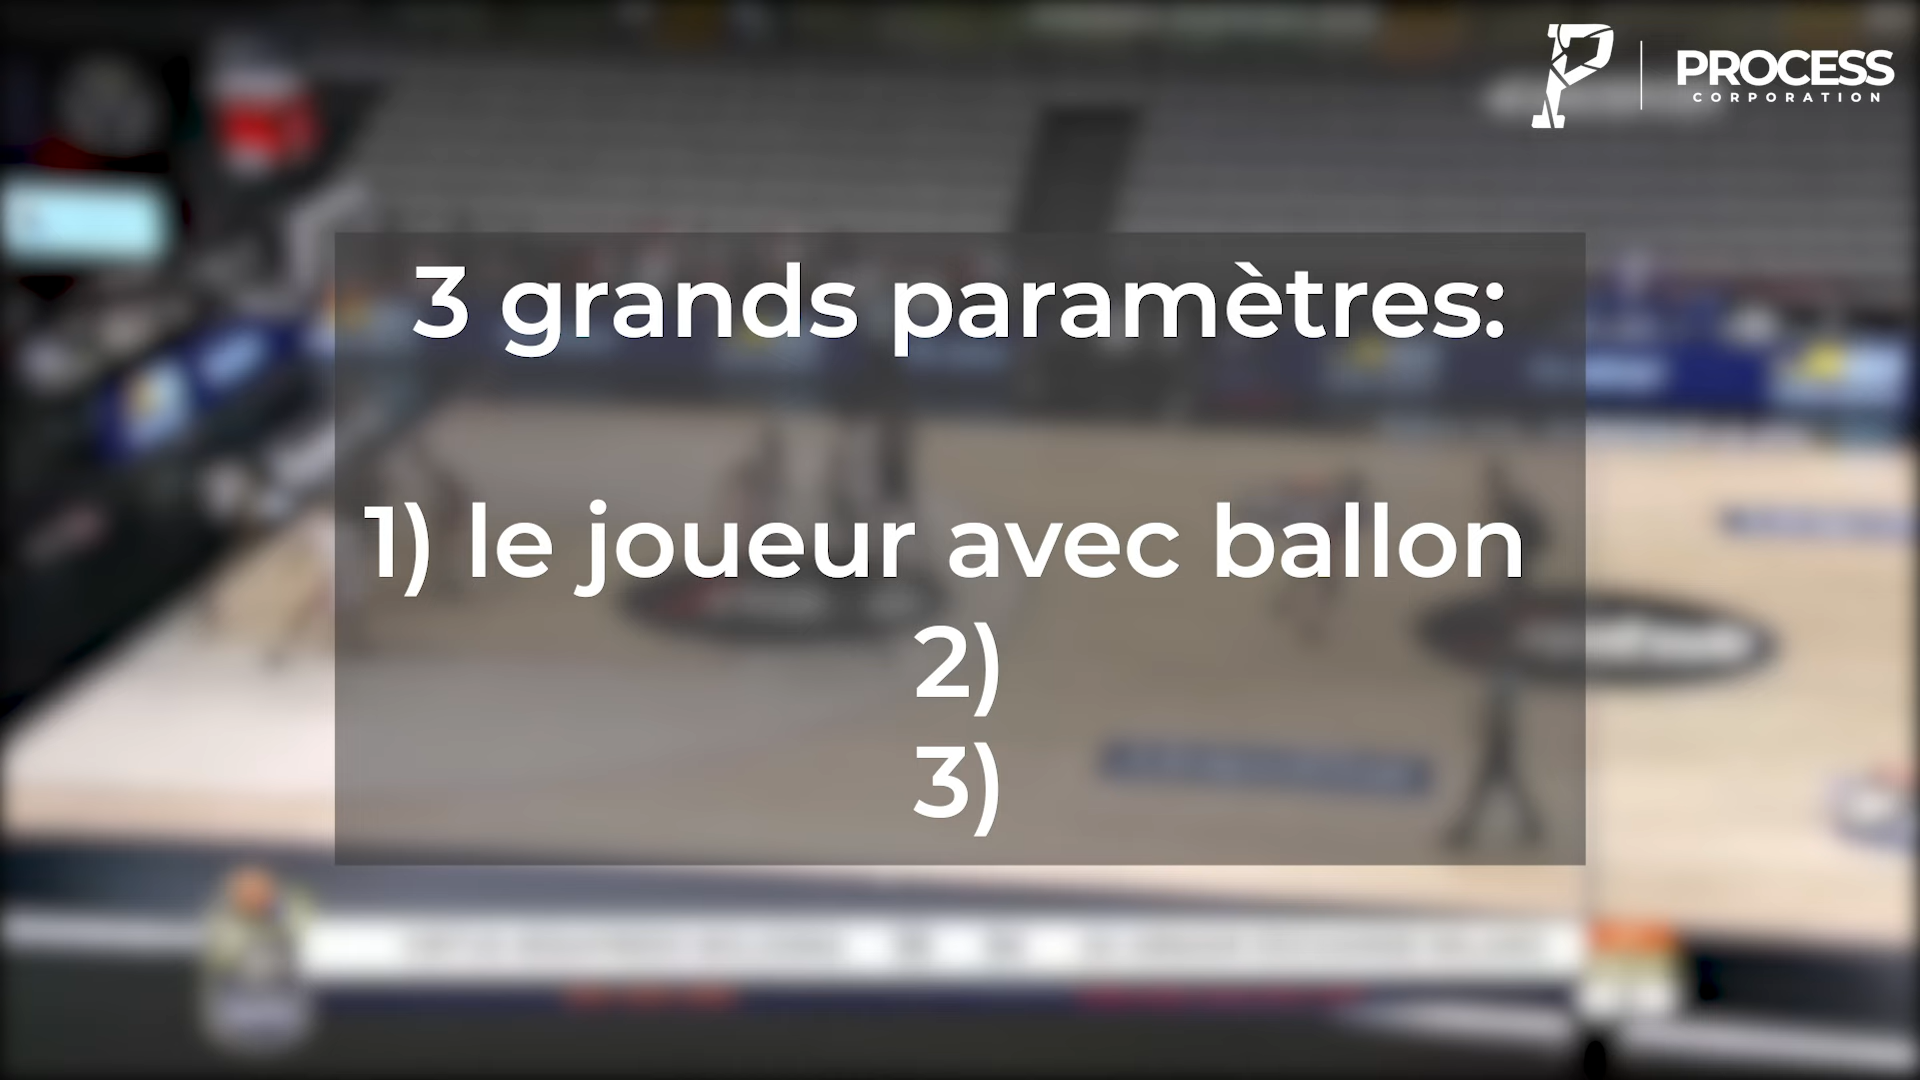 PROCESS
CORPORATION
3 grands paramètres:
1) le joueur avec ballon
2)
3)